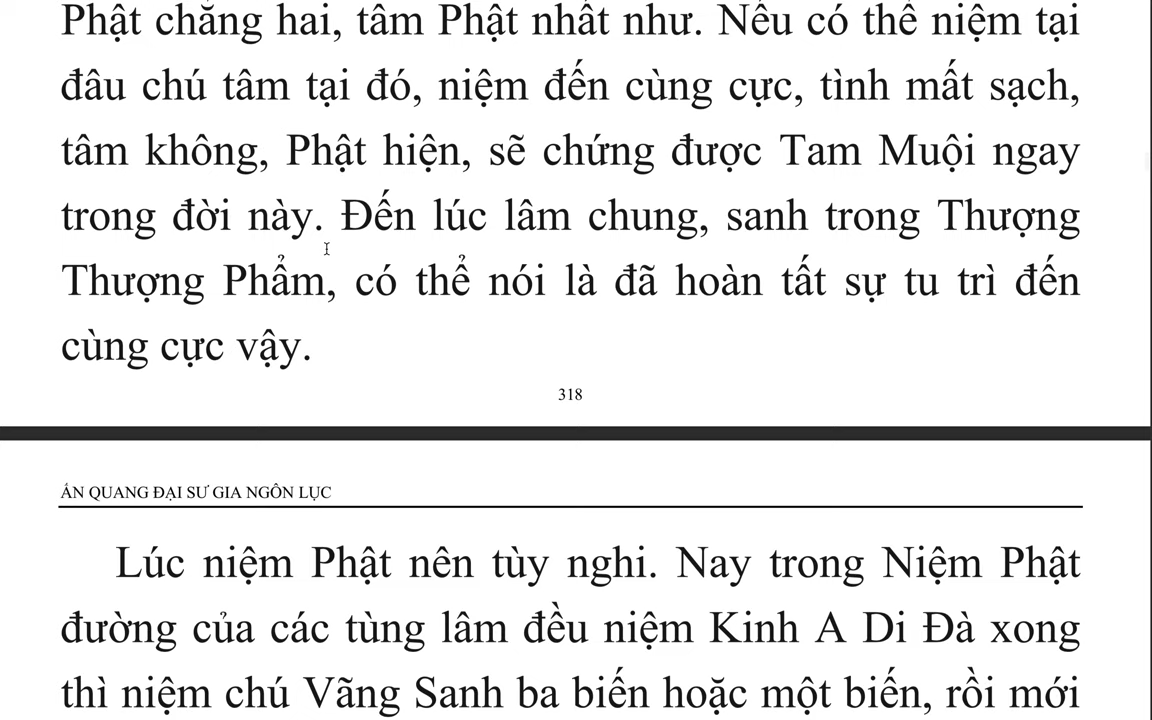 Phật chẳng hai, tâm Phật nhất như. Nếu có thể niệm tại
đâu chú tâm tại đó, niệm đến cùng cực, tình mất sạch,
tâm không, Phật hiện, sẽ chứng được Tam Muội ngay
trong đời này. Đến lúc lâm chung, sanh trong Thượng
Thượng Phẩm, có thể nói là đã hoàn tất sự tu trì đến
cùng cực vậy.
318
ẤN QUANG ĐẠI SƯ GIA NGÔN LỤC
Lúc niệm Phật nên tùy nghi. Nay trong Niệm Phật
đường của các tùng lâm đều niệm Kinh A Di Đà xong
thì niệm chú Vãng Sanh ba biến hoặc một biến, rồi mới